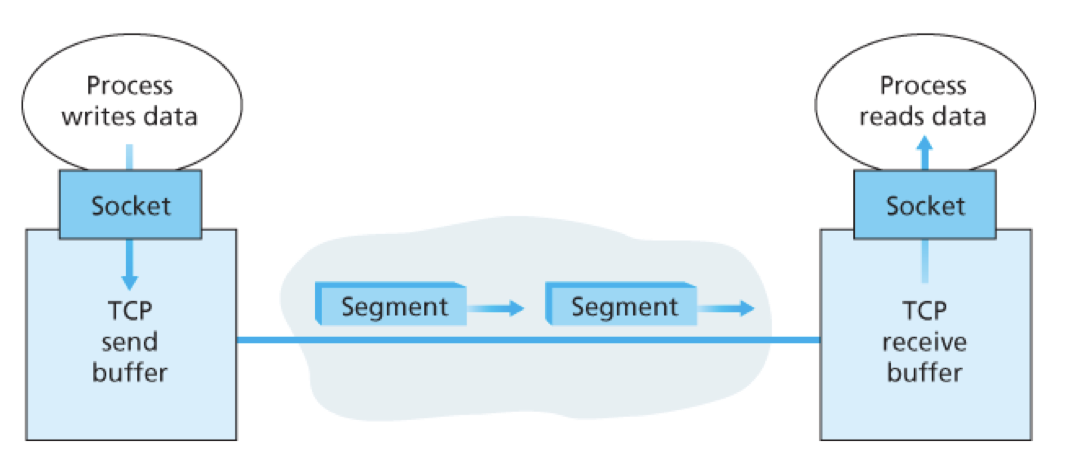 Process
writes data
Socket
TCP
send
buffer
Segment
Segment
Process
reads data
Socket
TCP
receive
buffer